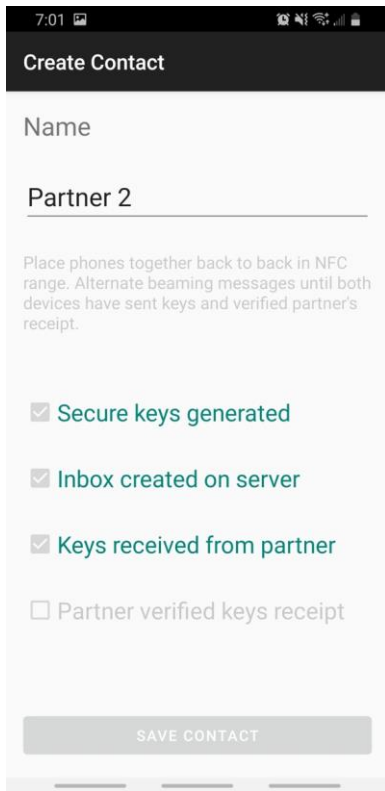 7:01
Create Contact
Name
Partner 2
Place phones together back to back in NFC
range. Alternate beaming messages until both
devices have sent keys and verified partner's
receipt.
Secure keys generated
Inbox created on server
Keys received from partner
Partner verified keys receipt
SAVE CONTACT